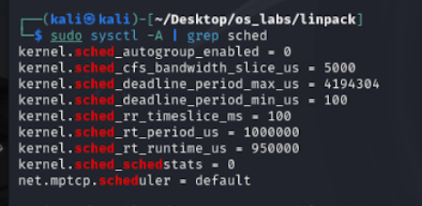 ┌──(kali㉿kali)-[~/Desktop/os_labs/linpack]
└─$ sudo sysctl -A | grep sched
kernel.sched_autogroup_enabled = 0
kernel.sched_cfs_bandwidth_slice_us = 5000
kernel.sched_deadline_period_max_us = 4194304
kernel.sched_deadline_period_min_us = 100
kernel.sched_rr_timeslice_ms = 100
kernel.sched_rt_period_us = 1000000
kernel.sched_rt_runtime_us = 950000
kernel.sched_schedstats = 0
net.mptcp.scheduler = default